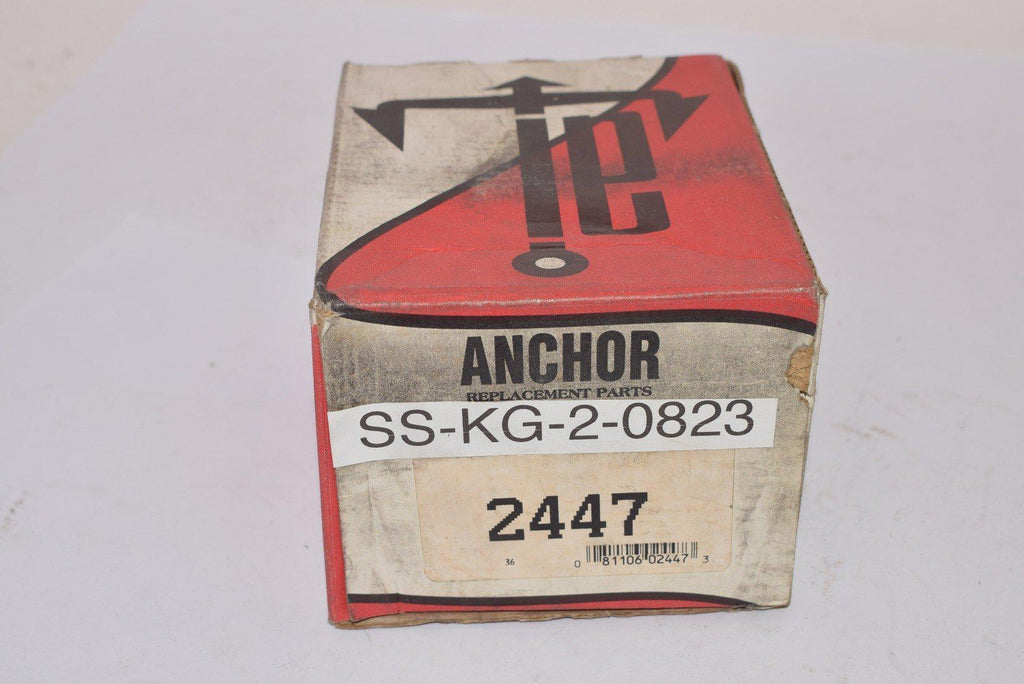 ANCHOR
REPLACEMENT PARTS
SS-KG-2-0823
2447
36
0 81106 02447 3